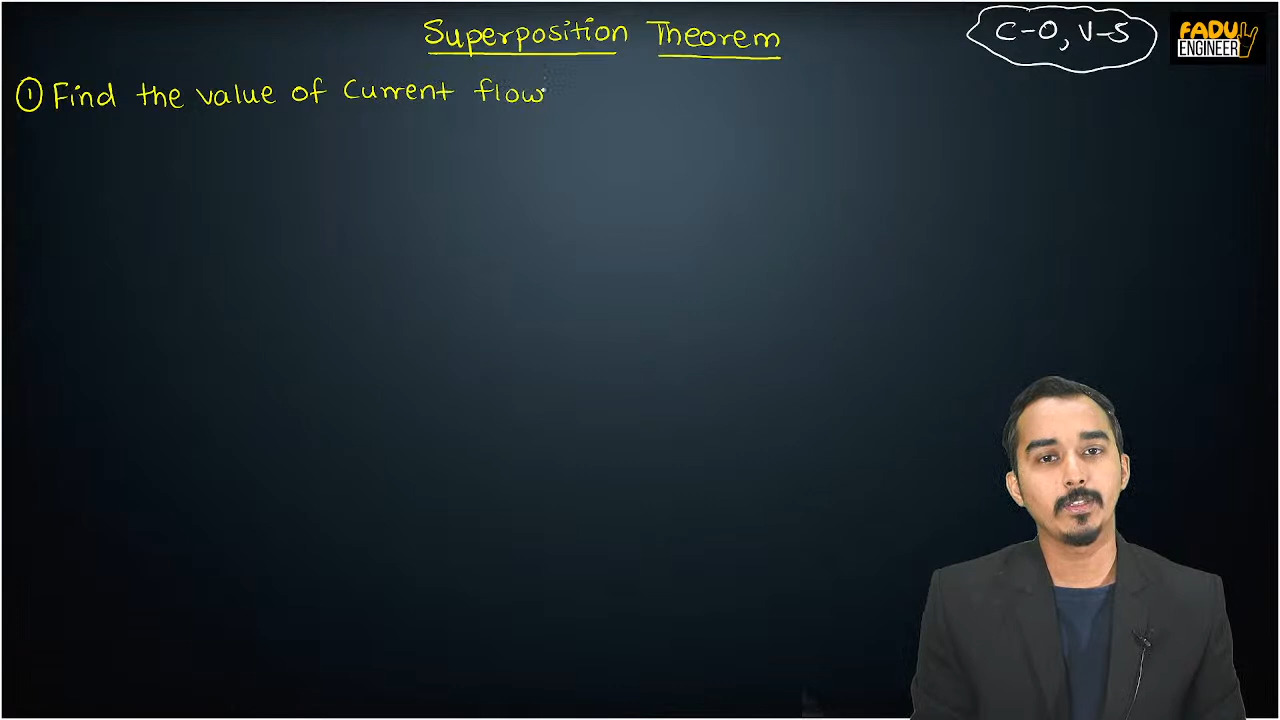 Superposition Theorem
C-O, V-S
FADU
ENGINEER
① Find the value of Current flow